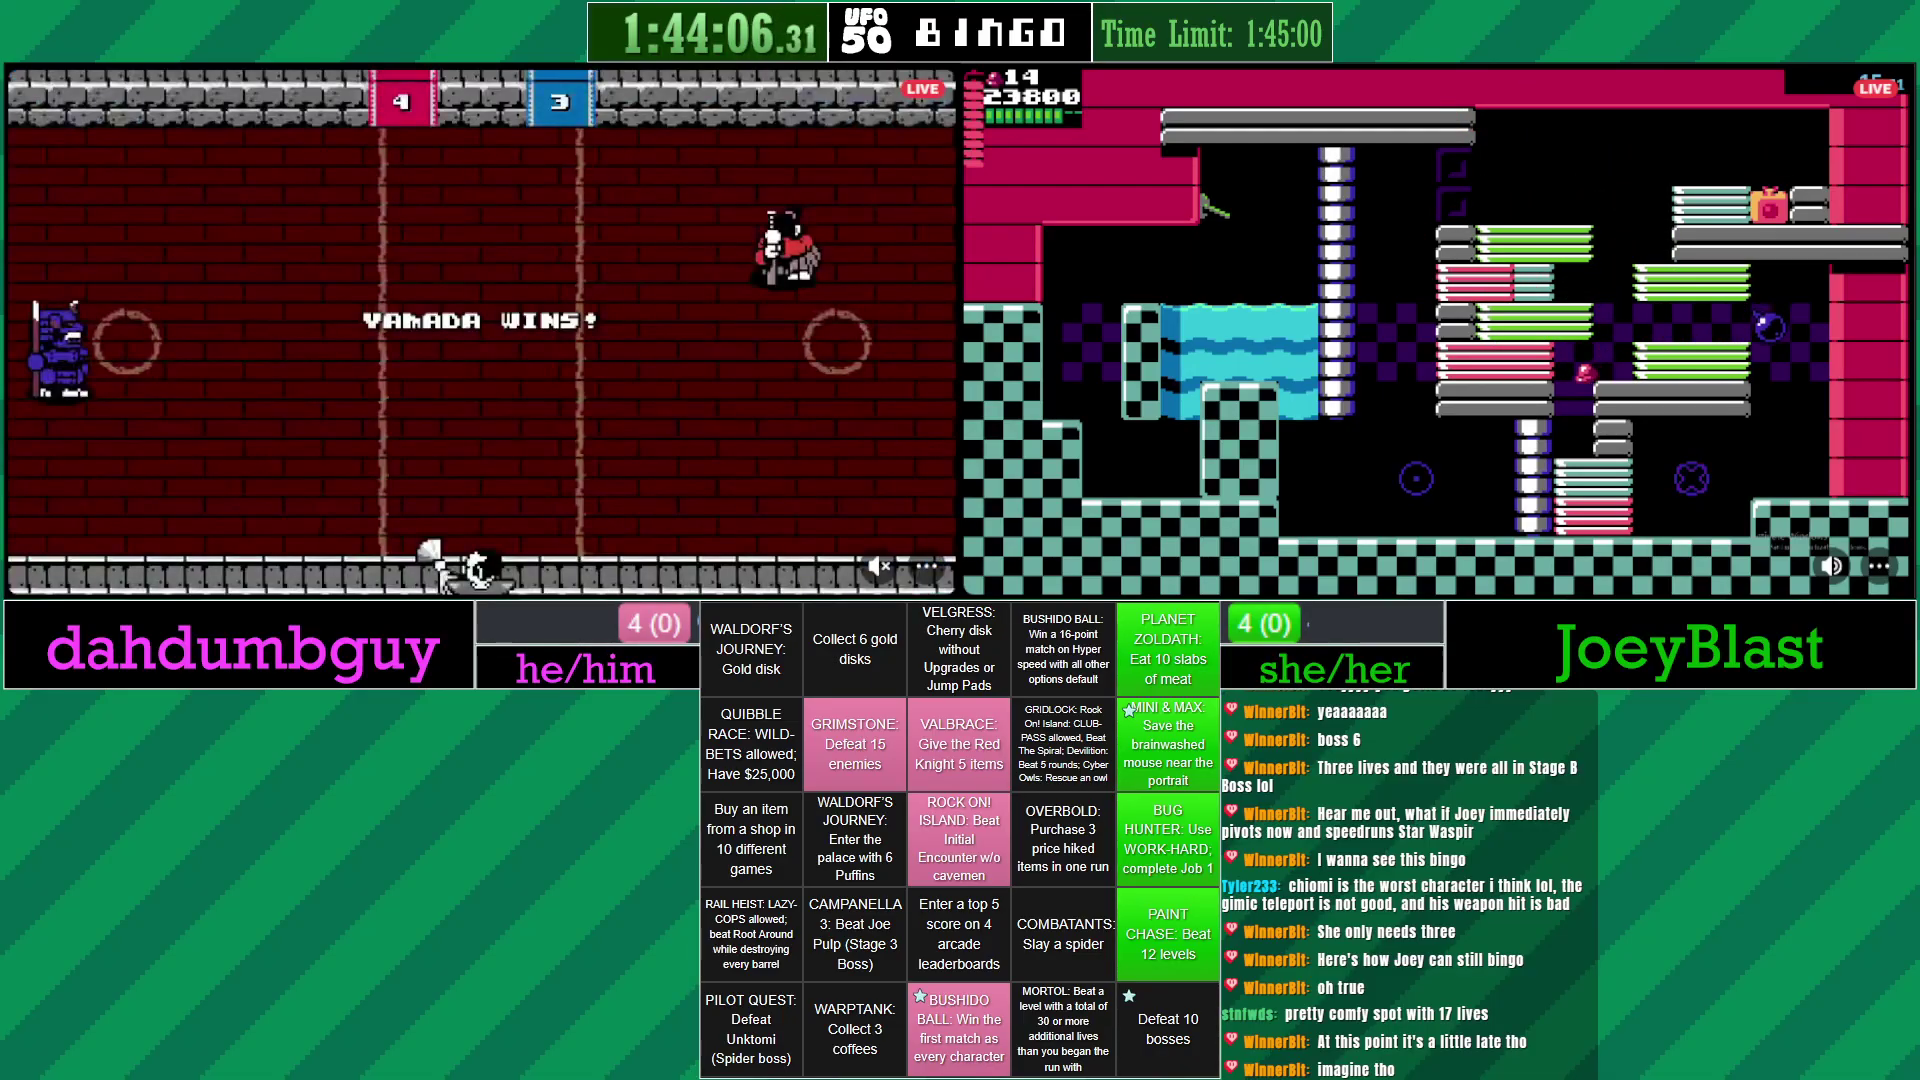 1:44:06.31
UFO 50
BINGO
Time Limit: 1:45:00
4
3
LIVE
YAMADA WINS!
14
23800
LIVE
dahdumbguy
4 (0)
he/him
4 (0)
she/her
JoeyBlast
WALDORF'S JOURNEY: Gold disk
Collect 6 gold disks
VELGRESS: Cherry disk without Upgrades or Jump Pads
BUSHIDO BALL: Win a 16-point match on Hyper speed with all other options default
PLANET ZOLDATH: Eat 10 slabs of meat
QUIBBLE RACE: WILD-BETS allowed; Have $25,000
GRIMSTONE: Defeat 15 enemies
VALBRACE: Give the Red Knight 5 items
GRIDLOCK: Rock On! Island: CLUB-PASS allowed, Beat The Spiral; Devilition: Beat 5 rounds; Cyber Owls: Rescue an owl
MINI & MAX: Save the brainwashed mouse near the portrait
Buy an item from a shop in 10 different games
WALDORF'S JOURNEY: Enter the palace with 6 Puffins
ROCK ON! ISLAND: Beat Initial Encounter w/o cavemen
OVERBOLD: Purchase 3 price hiked items in one run
BUG HUNTER: Use WORK-HARD; complete Job 1
RAIL HEIST: LAZY-COPS allowed; beat Root Around while destroying every barrel
CAMPANELLA 3: Beat Joe Pulp (Stage 3 Boss)
Enter a top 5 score on 4 arcade leaderboards
COMBATANTS: Slay a spider
PAINT CHASE: Beat 12 levels
PILOT QUEST: Defeat Unktomi (Spider boss)
WARPTANK: Collect 3 coffees
BUSHIDO BALL: Win the first match as every character
MORTOL: Beat a level with a total of 30 or more additional lives than you began the run with
Defeat 10 bosses
WinnerBit: yeaaaaaaa
WinnerBit: boss 6
WinnerBit: Three lives and they were all in Stage B
Boss lol
WinnerBit: Hear me out, what if Joey immediately
pivots now and speedruns Star Waspir
WinnerBit: I wanna see this bingo
Tyler233: chiomi is the worst character i think lol, the
gimic teleport is not good, and his weapon hit is bad
WinnerBit: She only needs three
WinnerBit: Here's how Joey can still bingo
WinnerBit: oh true
stnfwds: pretty comfy spot with 17 lives
WinnerBit: At this point it's a little late tho
WinnerBit: imagine tho